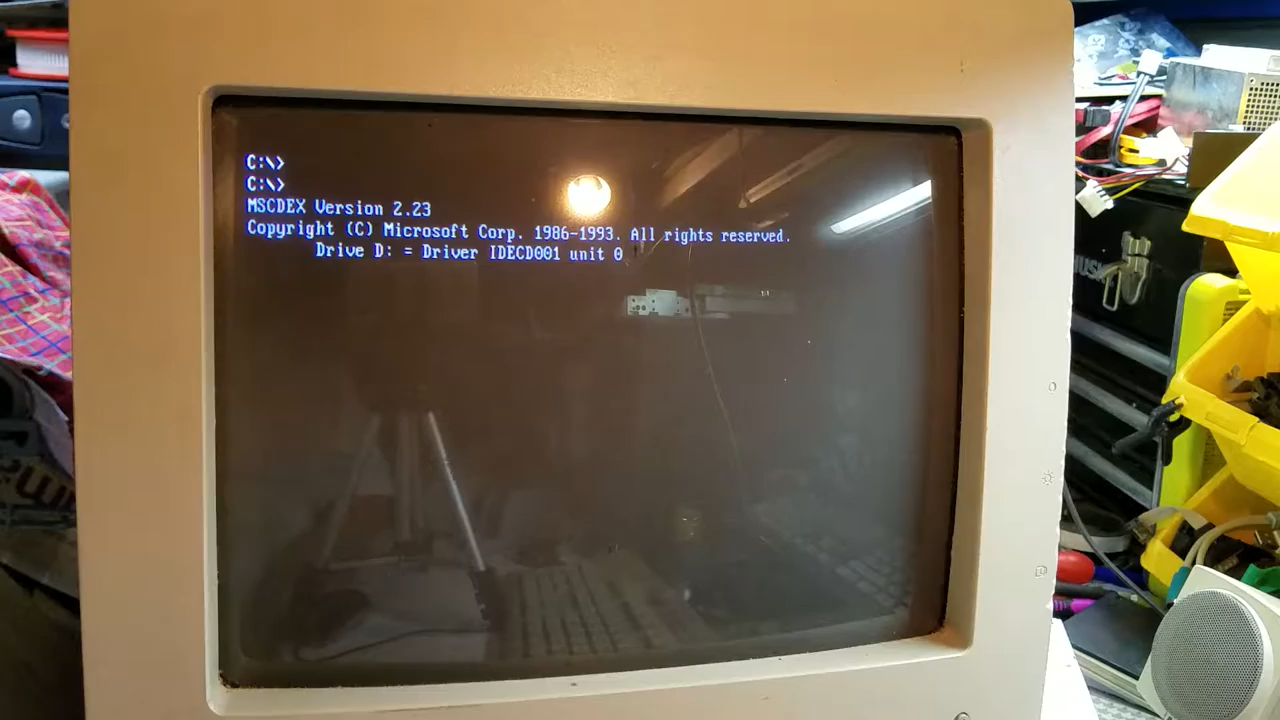 C:\>
C:\>
MSCDEX Version 2.23
Copyright (C) Microsoft Corp. 1986-1993. All rights reserved.
Drive D: = Driver IDECD001 unit 0